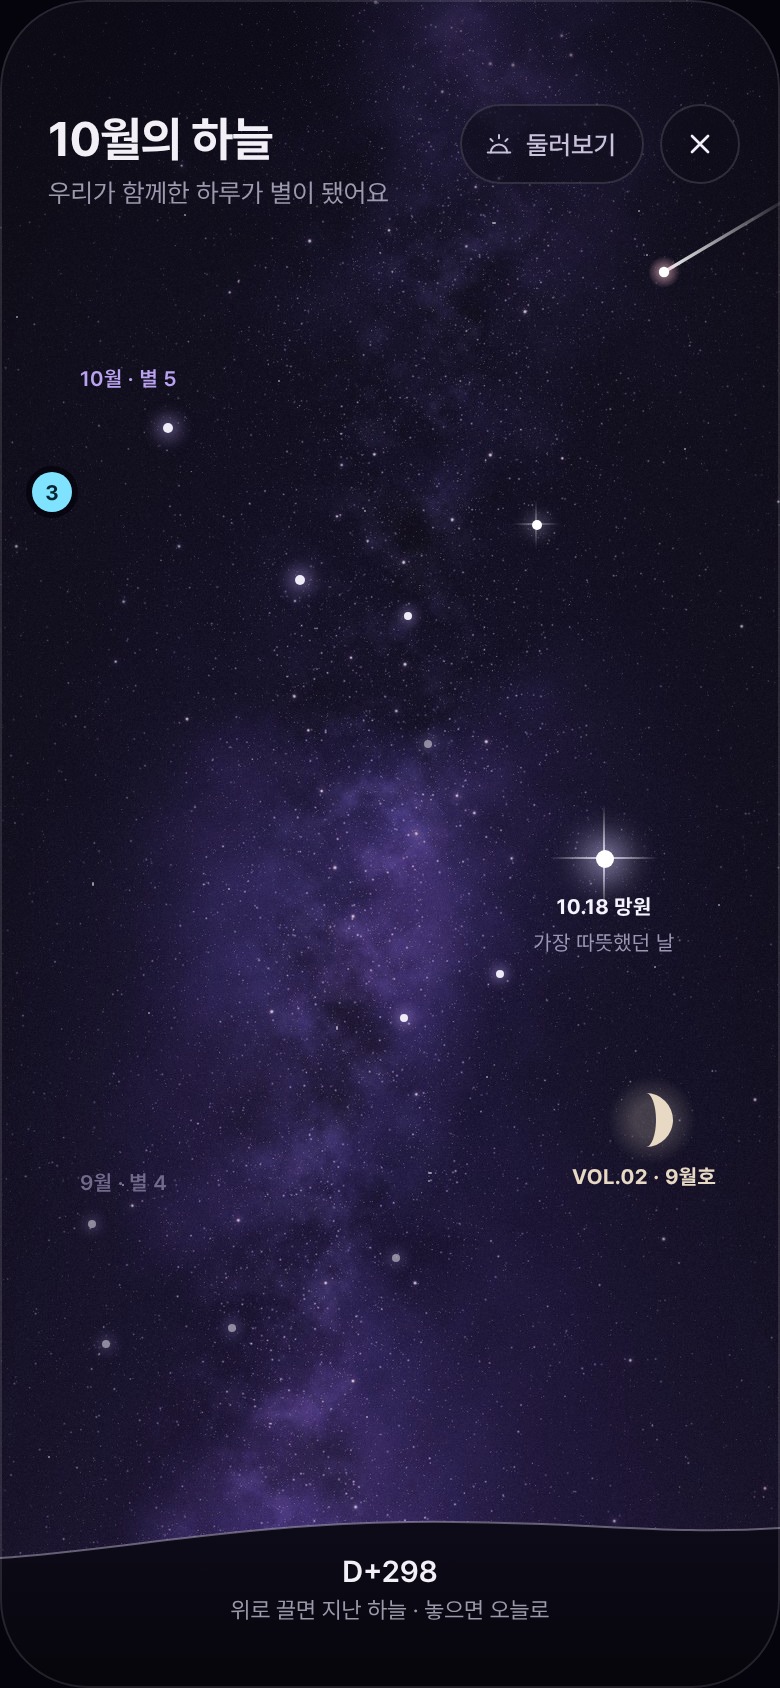 10월의 하늘
둘러보기
우리가 함께한 하루가 별이 됐어요
10월 · 별 5
3
10.18 망원
가장 따뜻했던 날
VOL.02 · 9월호
9월 · 별 4
D+298
위로 끌면 지난 하늘 · 놓으면 오늘로